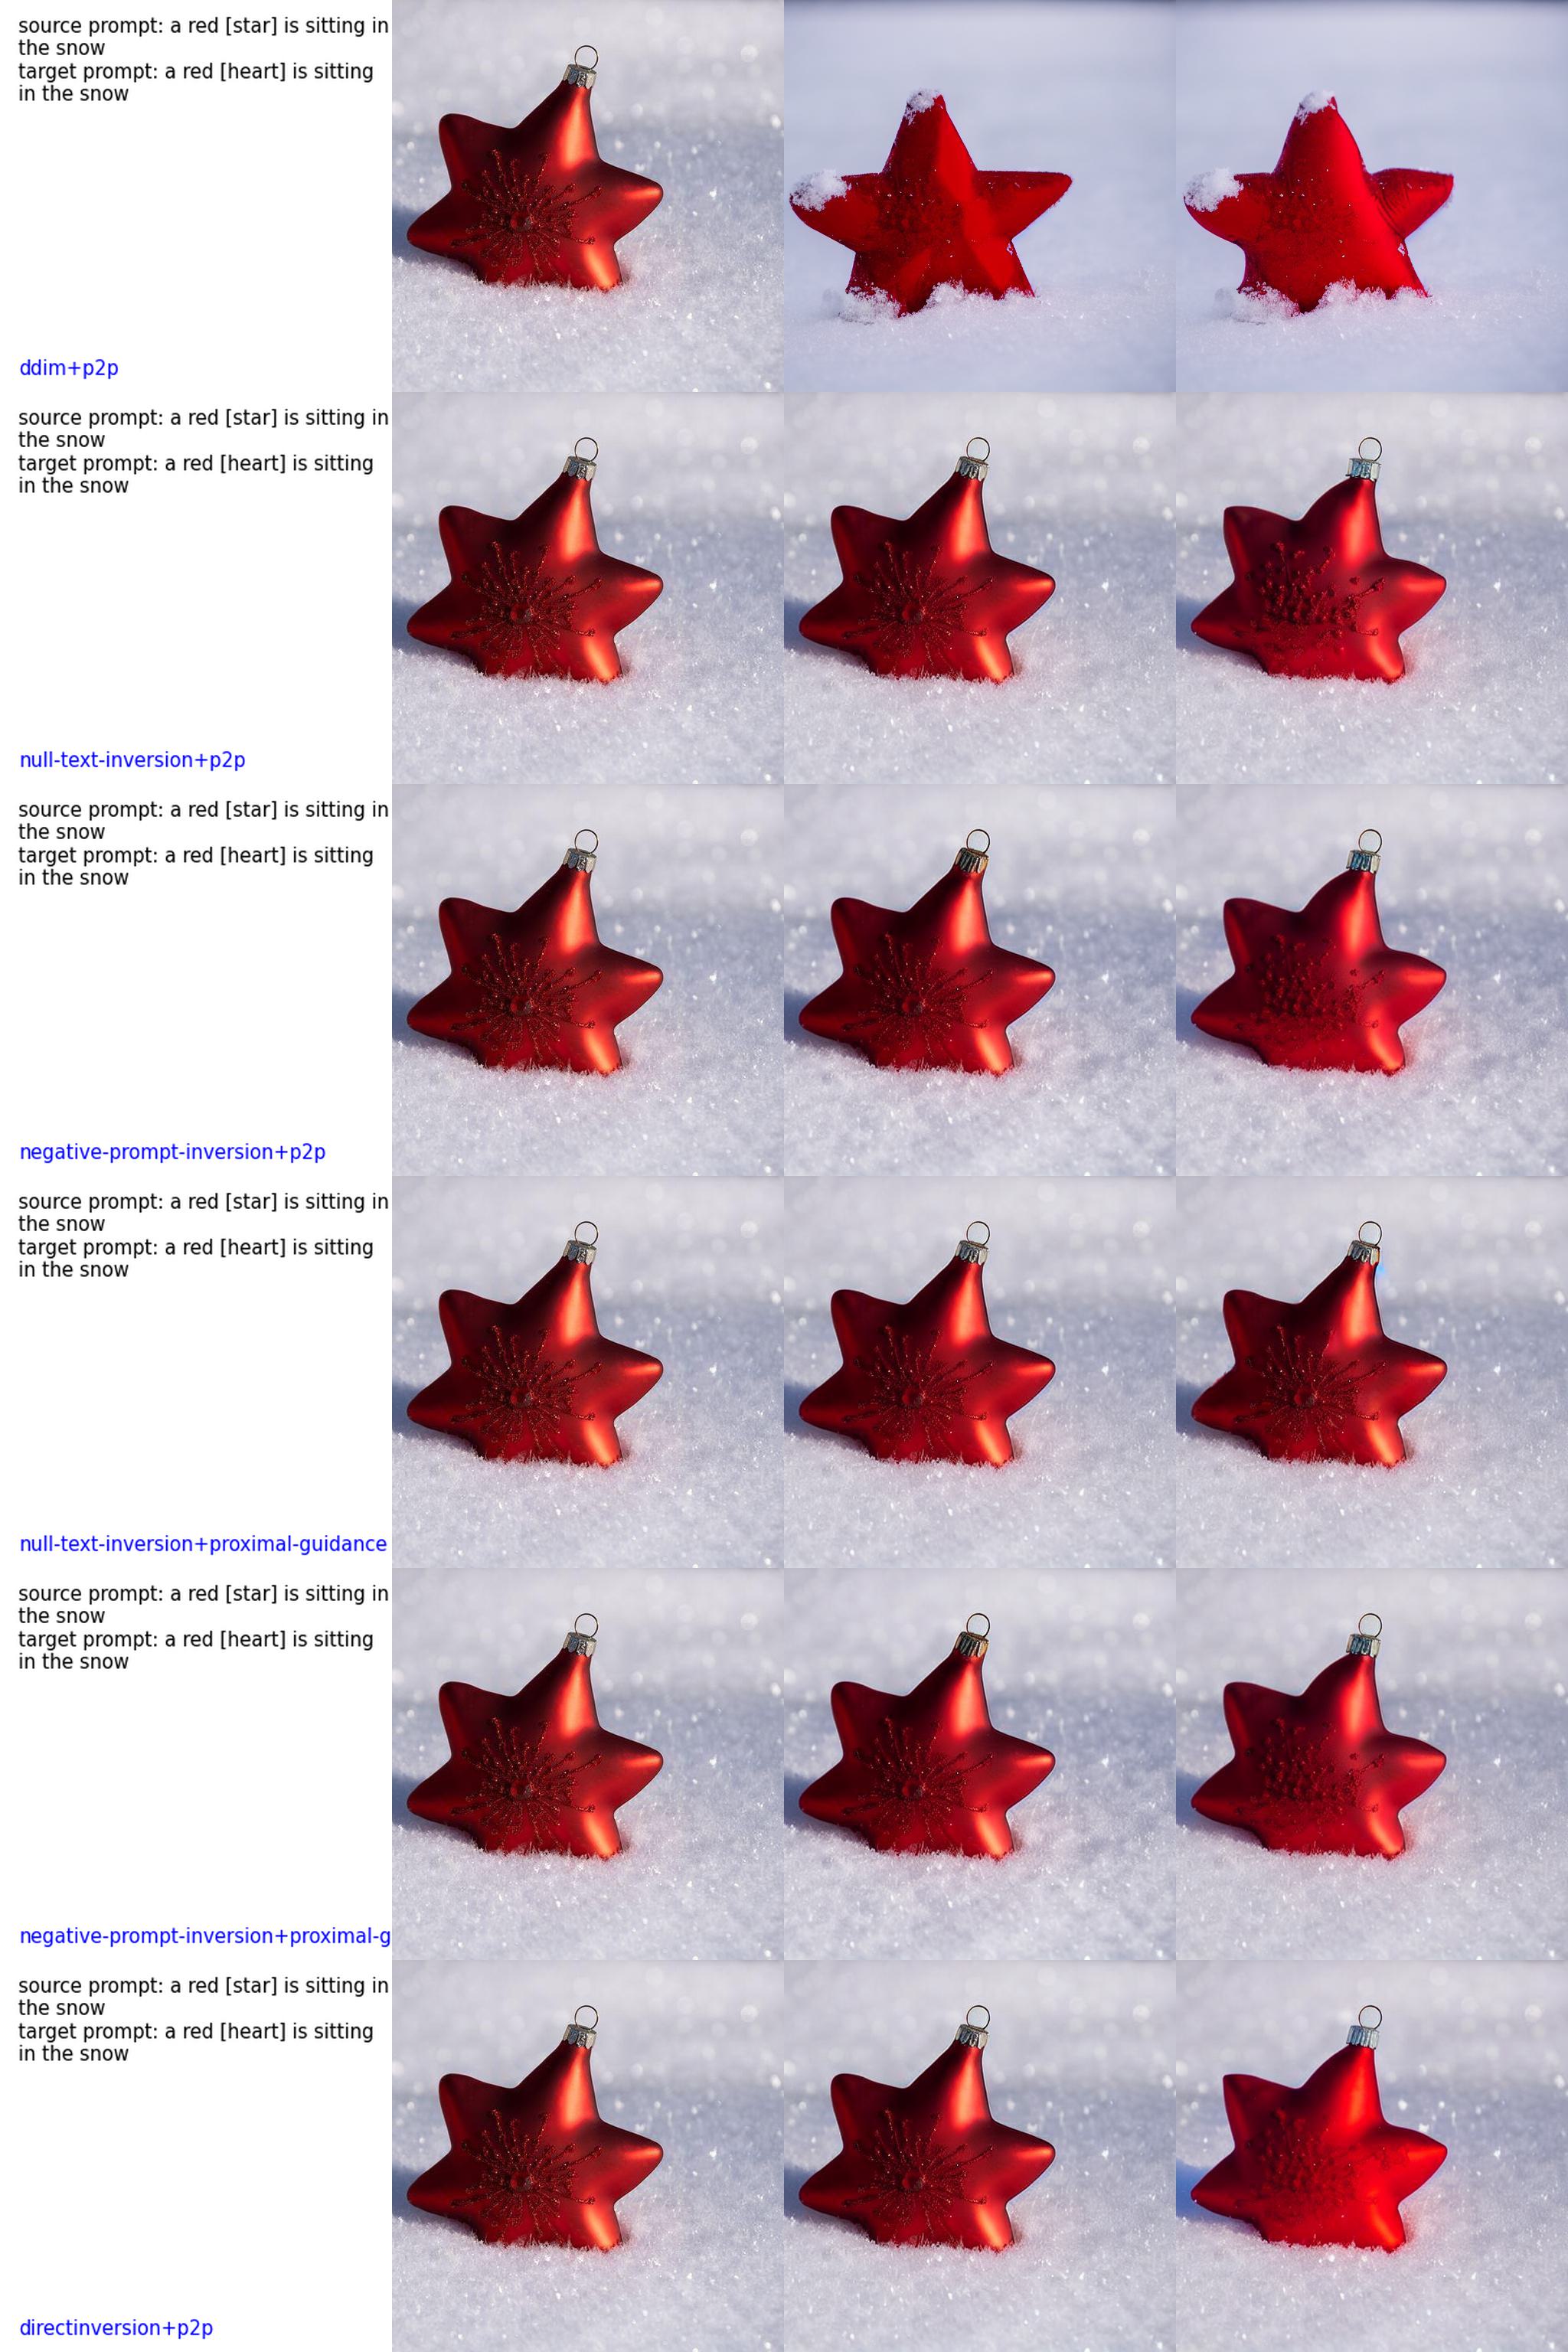 source prompt: a red [star] is sitting in
the snow
target prompt: a red [heart] is sitting
in the snow
ddim+p2p
source prompt: a red [star] is sitting in
the snow
target prompt: a red [heart] is sitting
in the snow
null-text-inversion+p2p
source prompt: a red [star] is sitting in
the snow
target prompt: a red [heart] is sitting
in the snow
negative-prompt-inversion+p2p
source prompt: a red [star] is sitting in
the snow
target prompt: a red [heart] is sitting
in the snow
null-text-inversion+proximal-guidance
source prompt: a red [star] is sitting in
the snow
target prompt: a red [heart] is sitting
in the snow
negative-prompt-inversion+proximal-g
source prompt: a red [star] is sitting in
the snow
target prompt: a red [heart] is sitting
in the snow
directinversion+p2p